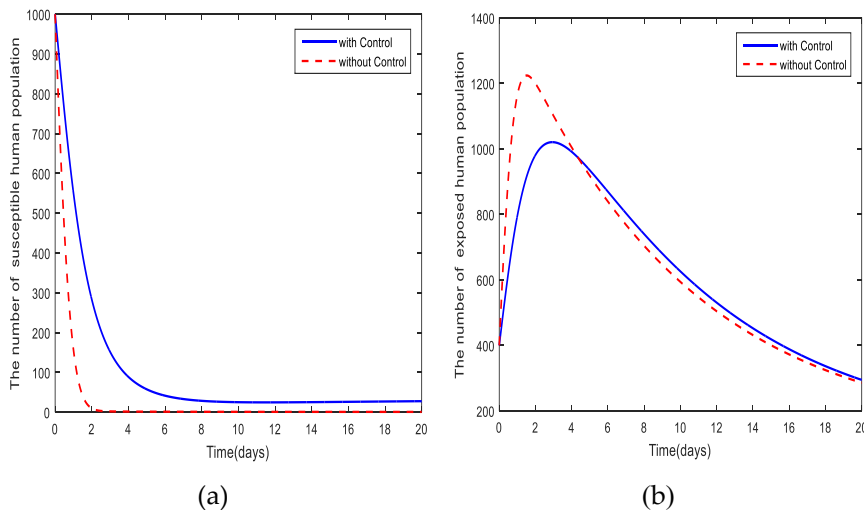 The number of susceptible human population
1000
900
800
700
600
500
400
300
200
100
0
0 2 4 6 8 10 12 14 16 18 20
Time(days)
with Control
without Control
(a)
The number of exposed human population
1400
1200
1000
800
600
400
200
0 2 4 6 8 10 12 14 16 18 20
Time(days)
with Control
without Control
(b)